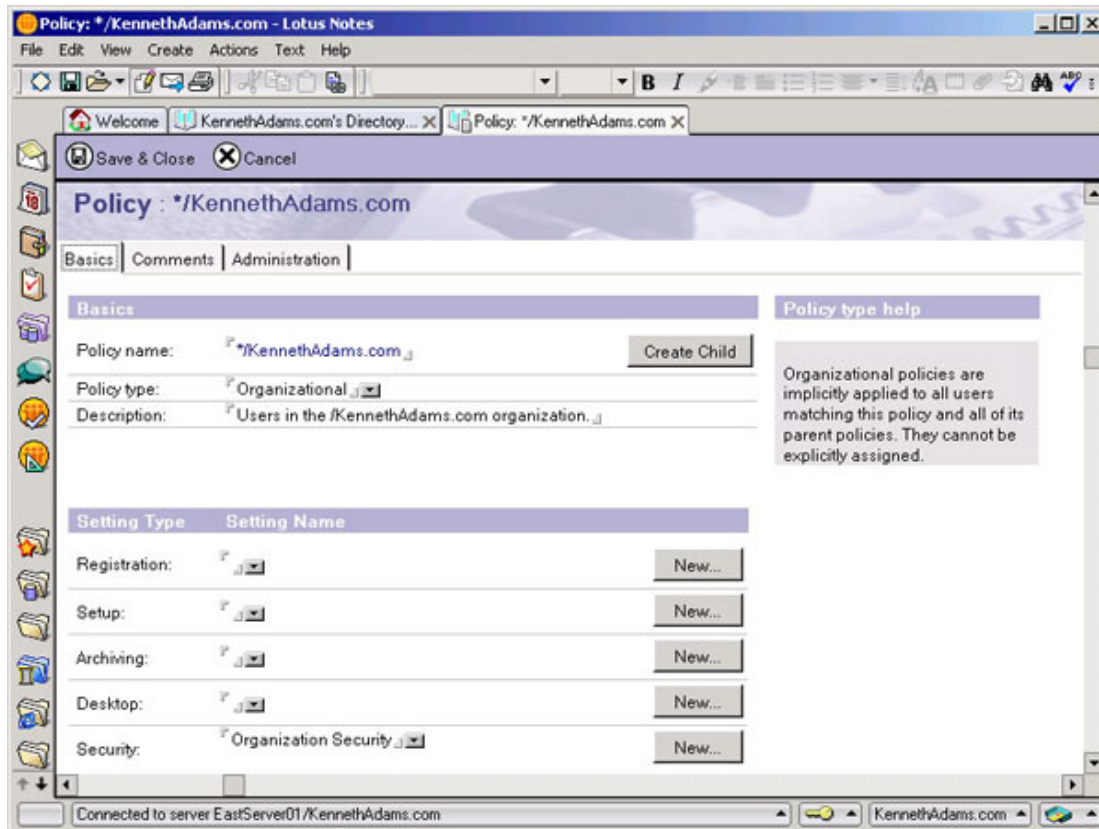 Policy: */KennethAdams.com - Lotus Notes
File Edit View Create Actions Text Help
B I
Welcome KennethAdams.com's Directory... Policy: */KennethAdams.com
Save & Close Cancel
Policy : */KennethAdams.com
Basics Comments Administration
Basics
Policy name: */KennethAdams.com Create Child
Policy type: Organizational
Description: Users in the /KennethAdams.com organization.
Policy type help
Organizational policies are
implicitly applied to all users
matching this policy and all of its
parent policies. They cannot be
explicitly assigned.
Setting Type Setting Name
Registration: New...
Setup: New...
Archiving: New...
Desktop: New...
Security: Organization Security New...
Connected to server EastServer01/KennethAdams.com KennethAdams.com